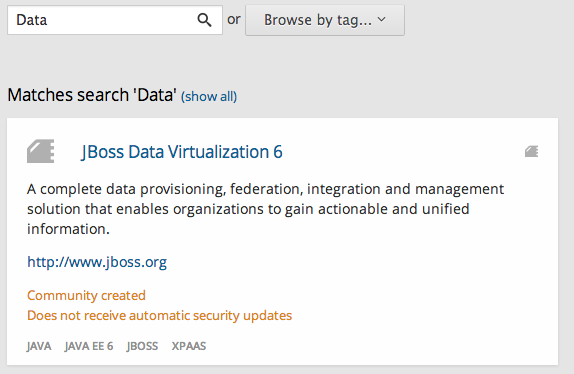 Data or Browse by tag...
Matches search 'Data' (show all)
JBoss Data Virtualization 6
A complete data provisioning, federation, integration and management
solution that enables organizations to gain actionable and unified
information.
http://www.jboss.org
Community created
Does not receive automatic security updates
JAVA JAVA EE 6 JBOSS XPAAS